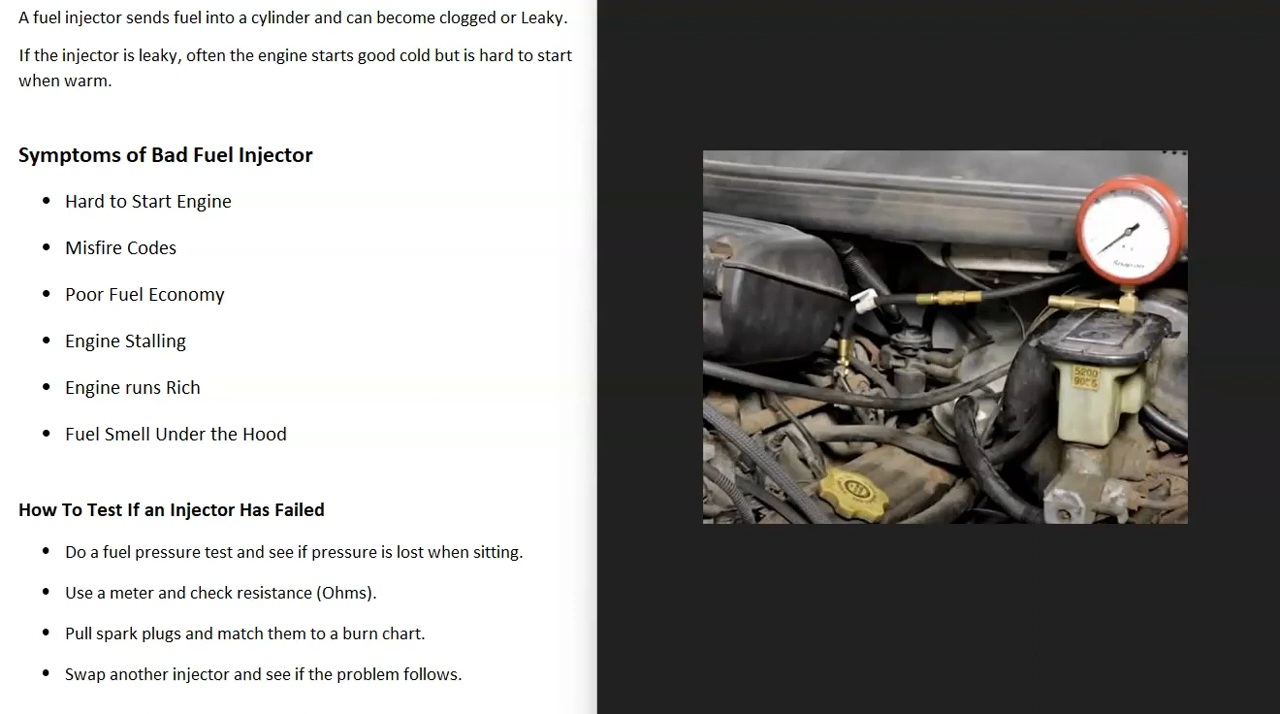 A fuel injector sends fuel into a cylinder and can become clogged or Leaky.
If the injector is leaky, often the engine starts good cold but is hard to start
when warm.
Symptoms of Bad Fuel Injector
• Hard to Start Engine
• Misfire Codes
• Poor Fuel Economy
• Engine Stalling
• Engine runs Rich
• Fuel Smell Under the Hood
How To Test If an Injector Has Failed
• Do a fuel pressure test and see if pressure is lost when sitting.
• Use a meter and check resistance (Ohms).
• Pull spark plugs and match them to a burn chart.
• Swap another injector and see if the problem follows.
Snap-on
5200